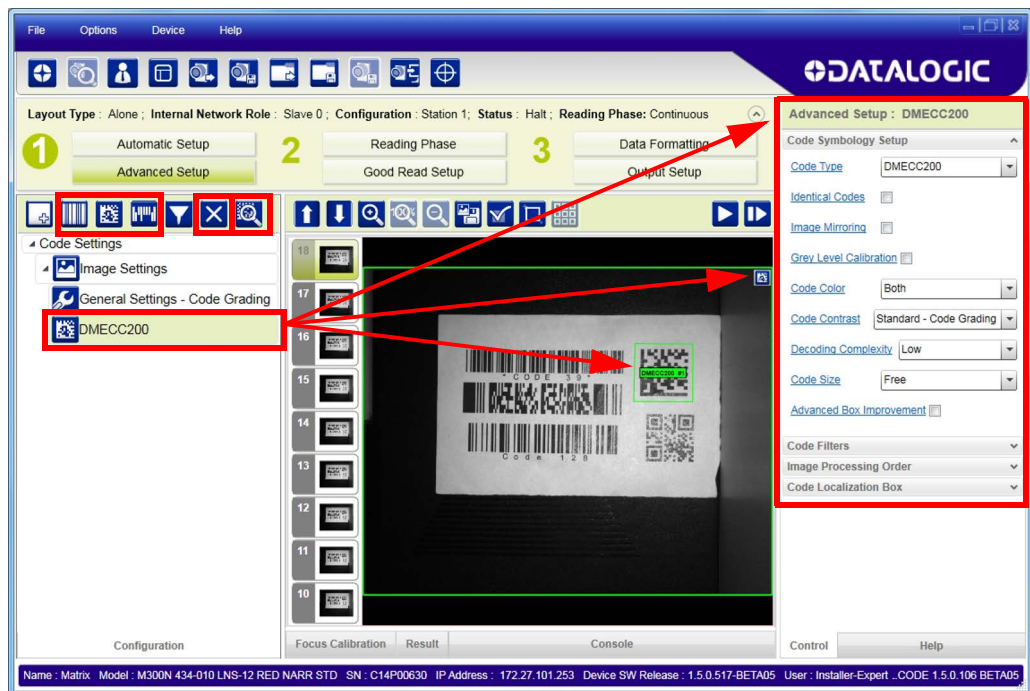 File Options Device Help
DATALOGIC
Layout Type : Alone ; Internal Network Role : Slave 0 ; Configuration : Station 1; Status : Halt ; Reading Phase: Continuous
1
Automatic Setup
Advanced Setup
2
Reading Phase
Good Read Setup
3
Data Formatting
Output Setup
Code Settings
Image Settings
General Settings - Code Grading
DMECC200
Configuration
18
17
16
15
14
13
12
11
10
*CODE 39*
DMECC200 #1
Code 128
Focus Calibration Result Console
Advanced Setup : DMECC200
Code Symbology Setup
Code Type DMECC200
Identical Codes
Image Mirroring
Grey Level Calibration
Code Color Both
Code Contrast Standard - Code Grading
Decoding Complexity Low
Code Size Free
Advanced Box Improvement
Code Filters
Image Processing Order
Code Localization Box
Control Help
Name : Matrix Model : M300N 434-010 LNS-12 RED NARR STD SN : C14P00630 IP Address : 172.27.101.253 Device SW Release : 1.5.0.517-BETA05 User : Installer-Expert ..CODE 1.5.0.106 BETA05